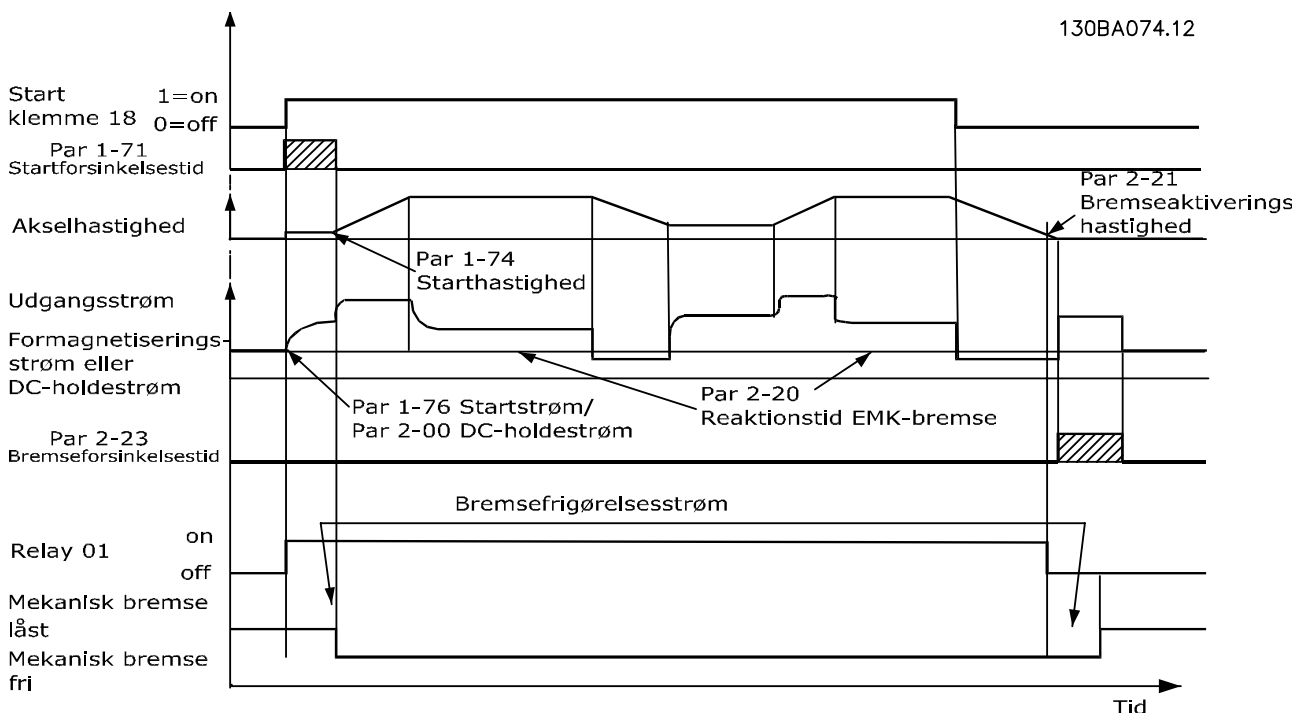 130BA074.12
Start 1=on
klemme 18 0=off
Par 1-71
Startforsinkelsestid
Par 2-21
Bremseaktiverings
hastighed
Akselhastighed
Par 1-74
Starthastighed
Udgangsstrøm
Formagnetiserings-
strøm eller
DC-holdestrøm
Par 1-76 Startstrøm/
Par 2-00 DC-holdestrøm
Par 2-20
Reaktionstid EMK-bremse
Par 2-23
Bremseforsinkelsestid
Bremsefrigørelsesstrøm
Relay 01 on
off
Mekanisk bremse
låst
Mekanisk bremse
fri
Tid